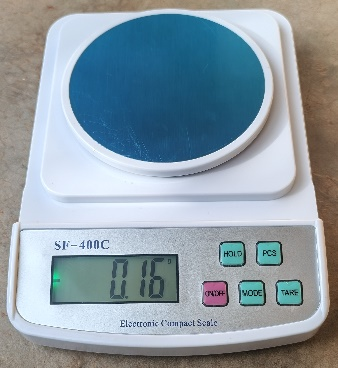 SF-400C
HOLD
PCS
0.16
ON/OFF
MODE
TARE
Electronic Compact Scale